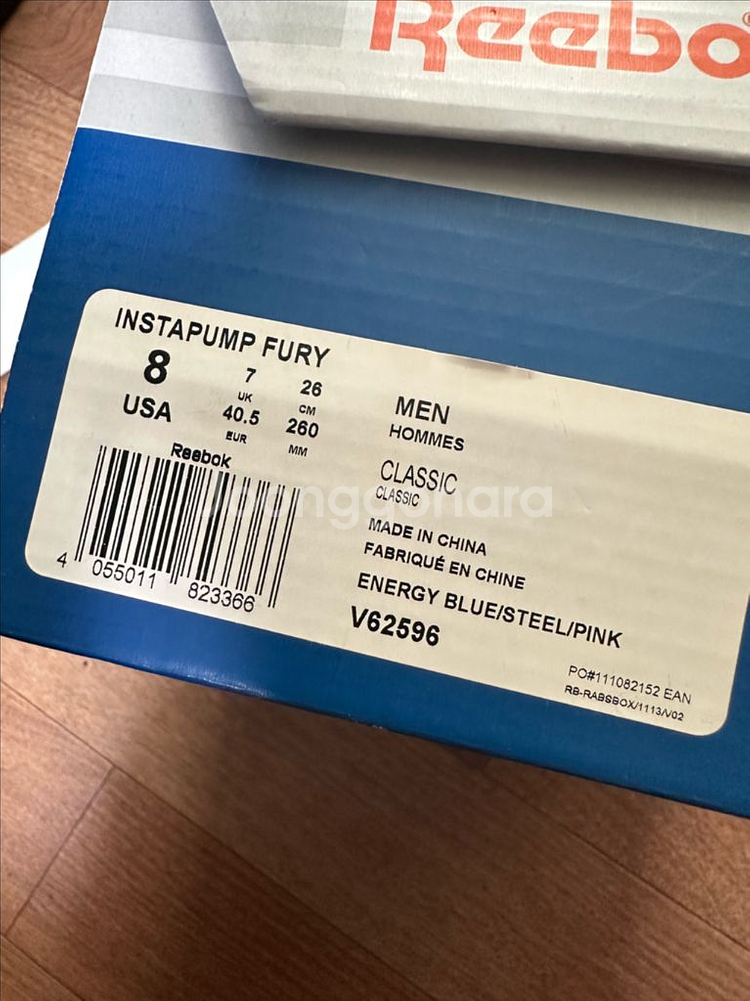 Reebo
INSTAPUMP FURY
8 7 26
UK CM
USA 40.5 260
EUR MM
MEN
HOMMES
Reebok
CLASSIC
CLASSIC
Joongonara
MADE IN CHINA
FABRIQUÉ EN CHINE
4 055011 823366
ENERGY BLUE/STEEL/PINK
V62596
PO#111082152 EAN
RB-RABSBOX/1113/V02